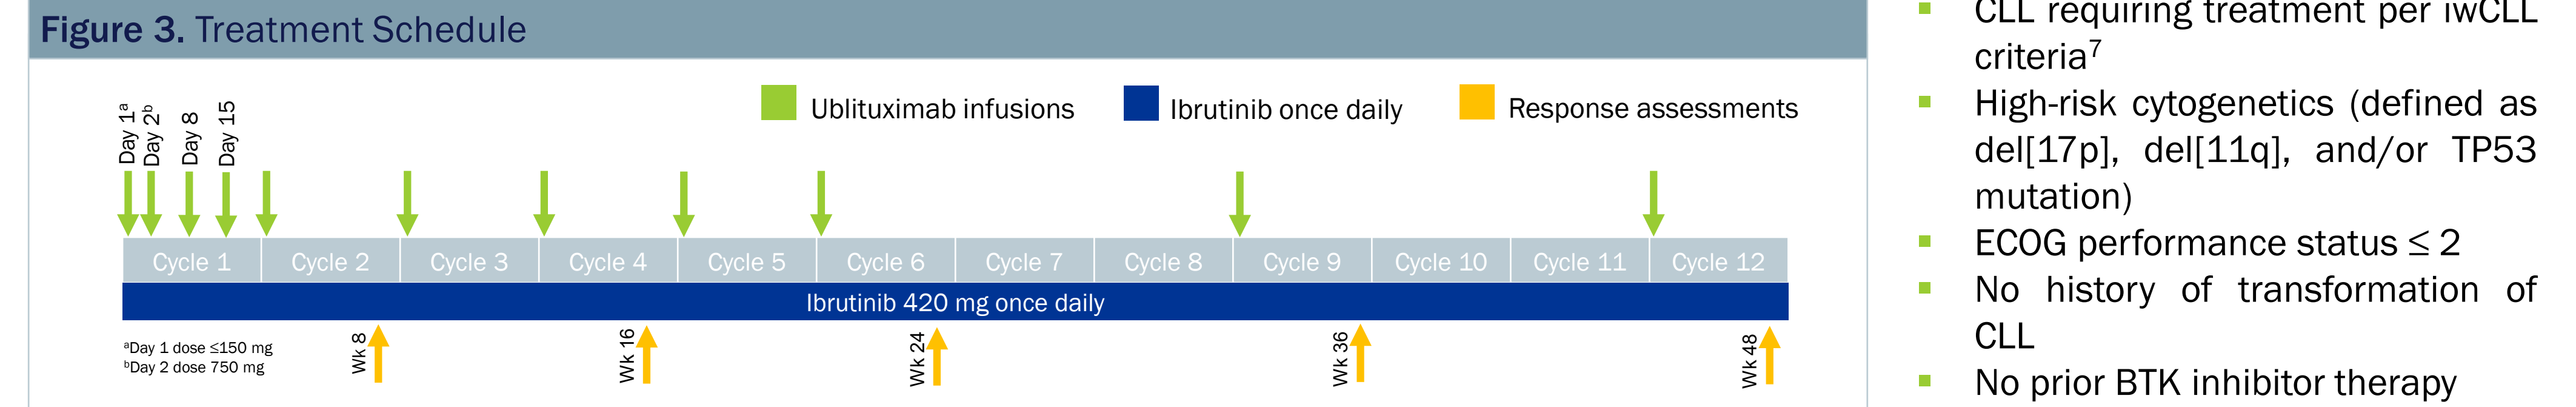 Figure 3. Treatment Schedule
Ublituximab infusions
Ibrutinib once daily
Response assessments
Day 1ᵃ
Day 2ᵇ
Day 8
Day 15
Cycle 1
Cycle 2
Cycle 3
Cycle 4
Cycle 5
Cycle 6
Cycle 7
Cycle 8
Cycle 9
Cycle 10
Cycle 11
Cycle 12
Ibrutinib 420 mg once daily
Wk 8
Wk 16
Wk 24
Wk 36
Wk 48
ᵃDay 1 dose ≤150 mg
ᵇDay 2 dose 750 mg
▪ CLL requiring treatment per iwCLL
criteria⁷
▪ High-risk cytogenetics (defined as
del[17p], del[11q], and/or TP53
mutation)
▪ ECOG performance status ≤ 2
▪ No history of transformation of
CLL
▪ No prior BTK inhibitor therapy